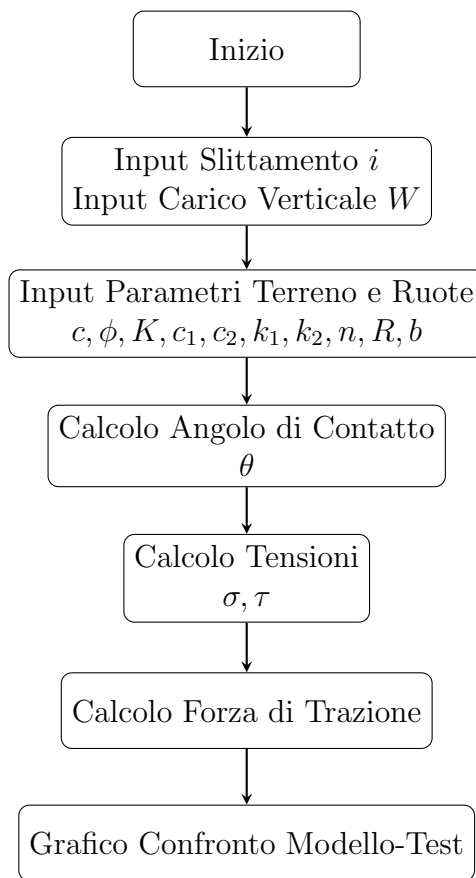 Inizio
Input Slittamento i
Input Carico Verticale W
Input Parametri Terreno e Ruote
c, ϕ, K, c₁, c₂, k₁, k₂, n, R, b
Calcolo Angolo di Contatto
θ
Calcolo Tensioni
σ, τ
Calcolo Forza di Trazione
Grafico Confronto Modello-Test